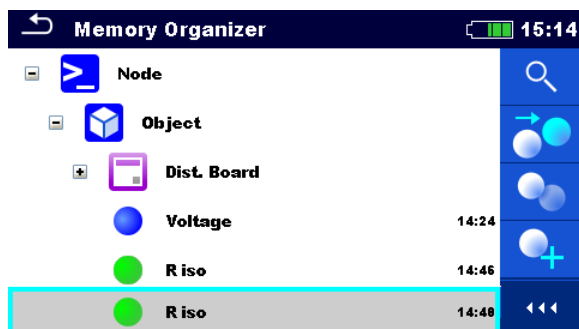 Memory Organizer 15:14
Node
Object
Dist. Board
Voltage 14:24
R iso 14:46
R iso 14:48